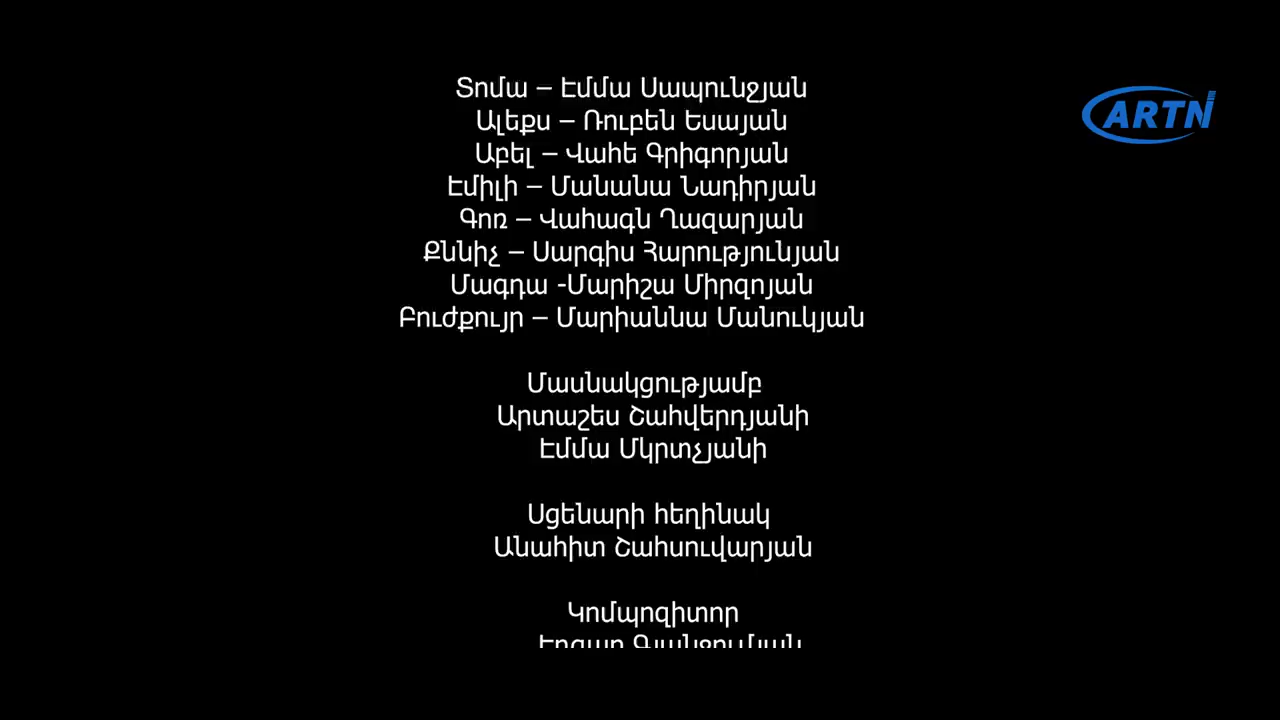 Տոմա – Էմմա Սապունջյան
ARTN
Ալեքս – Ռուբեն Եսայան
Աբել – Վահե Գրիգորյան
Էմիլի – Մանանա Նադիրյան
Գոռ – Վահագն Ղազարյան
Քննիչ – Սարգիս Հարությունյան
Մագդա -Մարիշա Միրզոյան
Բուժքույր – Մարիաննա Մանուկյան
Մասնակցությամբ
Արտաշես Շահվերդյանի
Էմմա Մկրտչյանի
Սցենարի հեղինակ
Անահիտ Շահսուվարյան
Կոմպոզիտոր